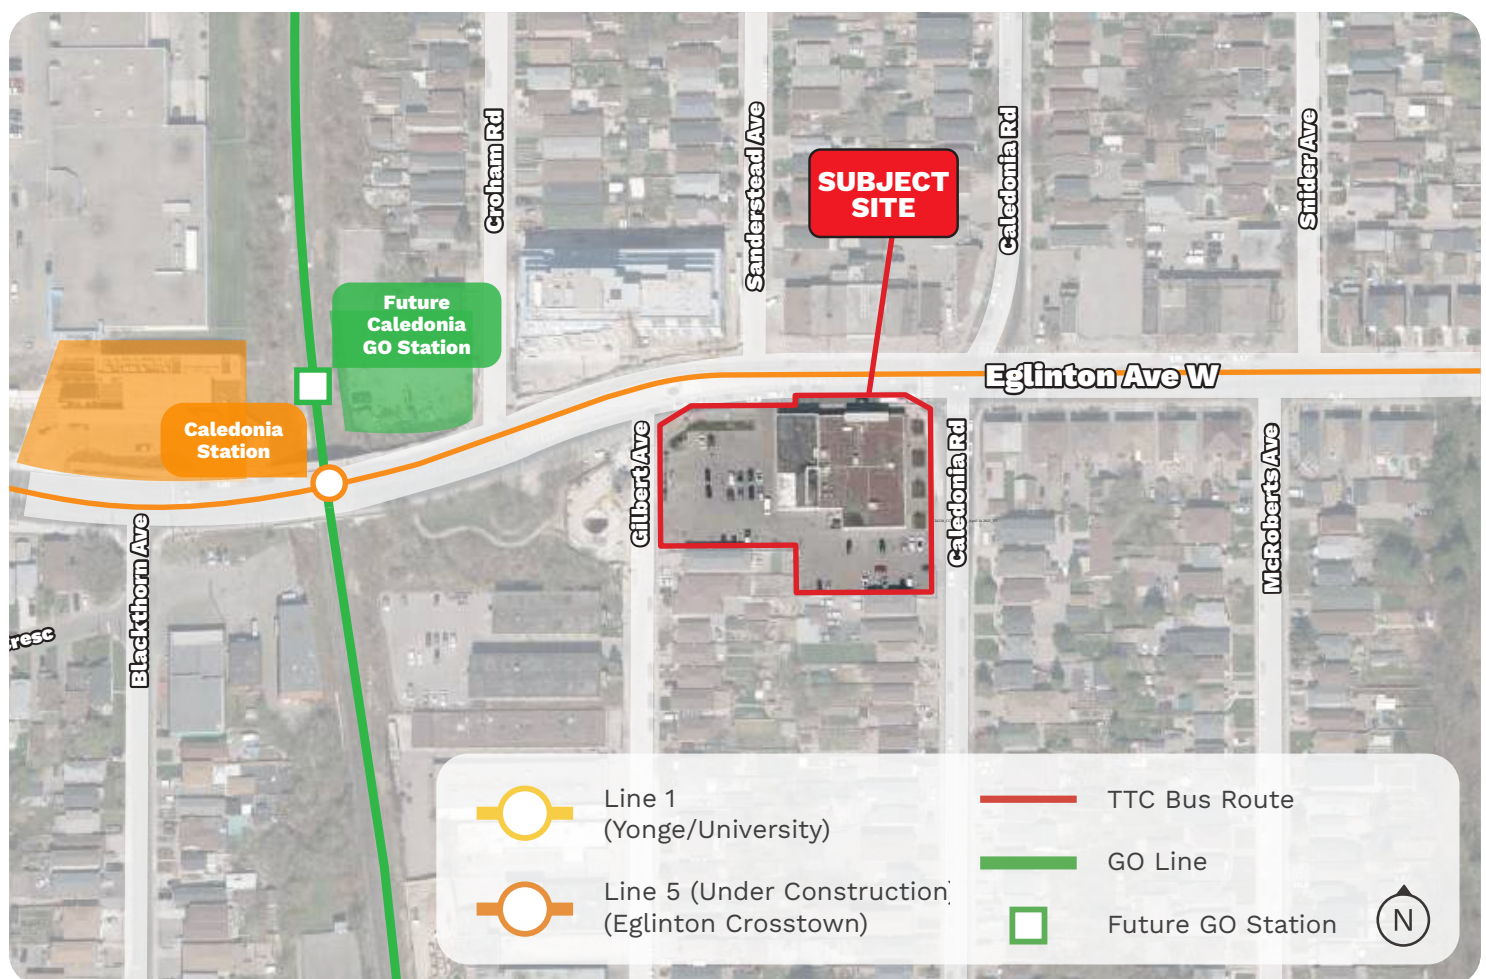 Croham Rd
Sanderstead Ave
Caledonia Rd
Snider Ave
SUBJECT
SITE
Future
Caledonia
GO Station
Eglinton Ave W
Caledonia
Station
Gilbert Ave
Caledonia Rd
McRoberts Ave
Blackthorn Ave
resc
Line 1
(Yonge/University)
Line 5 (Under Construction)
(Eglinton Crosstown)
TTC Bus Route
GO Line
Future GO Station
N